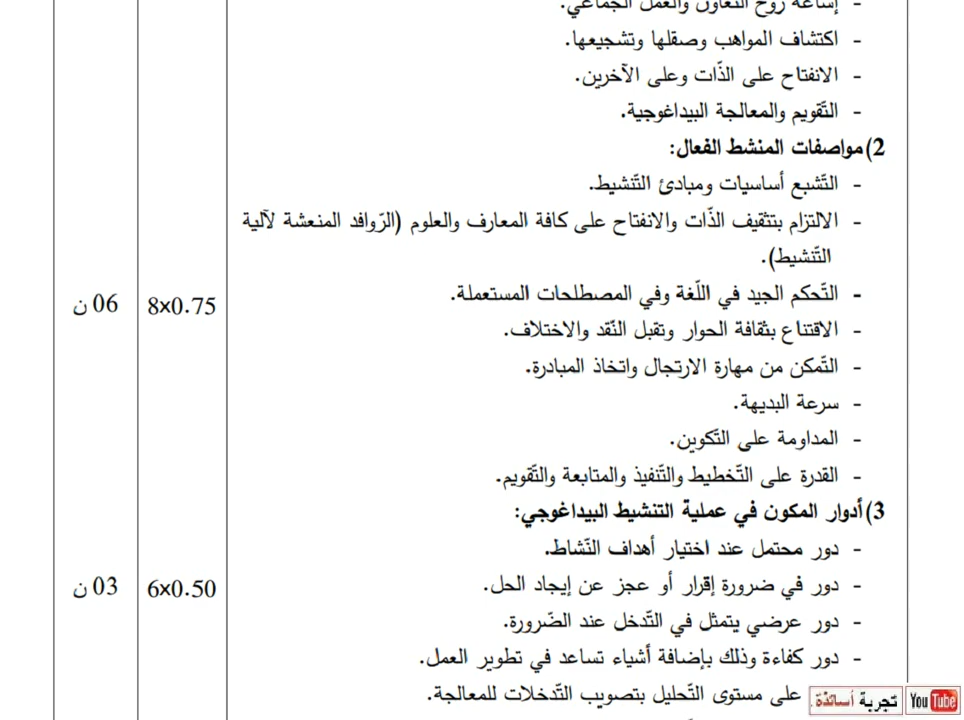 - إشاعة روح التعاون والعمل الجماعي.
- اكتشاف المواهب وصقلها وتشجيعها.
- الانفتاح على الذّات وعلى الآخرين.
- التّقويم والمعالجة البيداغوجية.
2) مواصفات المنشط الفعال:
- التّشبع أساسيات ومبادئ التّنشيط.
- الالتزام بتثقيف الذّات والانفتاح على كافة المعارف والعلوم (الرّوافد المنعشة لآلية
التّنشيط).
- التّحكم الجيد في اللّغة وفي المصطلحات المستعملة.
8×0.75
06 ن
- الاقتناع بثقافة الحوار وتقبل النّقد والاختلاف.
- التّمكن من مهارة الارتجال واتخاذ المبادرة.
- سرعة البديهة.
- المداومة على التّكوين.
- القدرة على التّخطيط والتّنفيذ والمتابعة والتّقويم.
3) أدوار المكون في عملية التنشيط البيداغوجي:
- دور محتمل عند اختيار أهداف النّشاط.
- دور في ضرورة إقرار أو عجز عن إيجاد الحل.
6×0.50
03 ن
- دور عرضي يتمثل في التّدخل عند الضّرورة.
- دور كفاءة وذلك بإضافة أشياء تساعد في تطوير العمل.
على مستوى التّحليل بتصويب التّدخلات للمعالجة.
تجربة أساتذة
YouTube